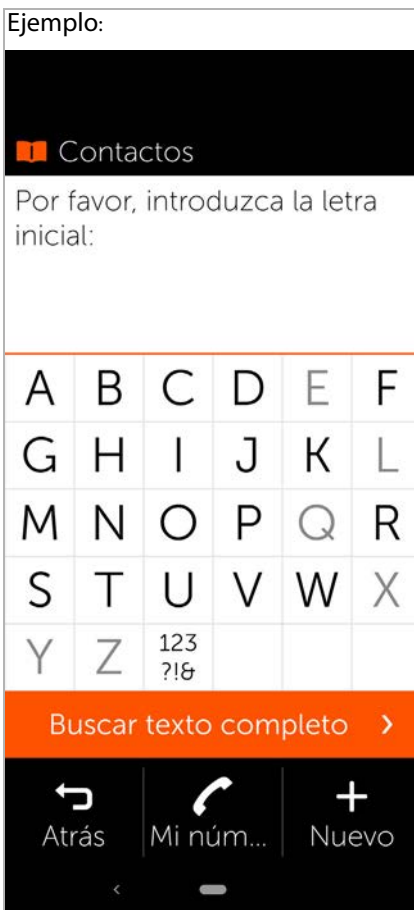 Ejemplo:
Contactos
Por favor, introduzca la letra
inicial:
A B C D E F
G H I J K L
M N O P Q R
S T U V W X
Y Z 123
?!&
Buscar texto completo
Atrás Mi núm... Nuevo